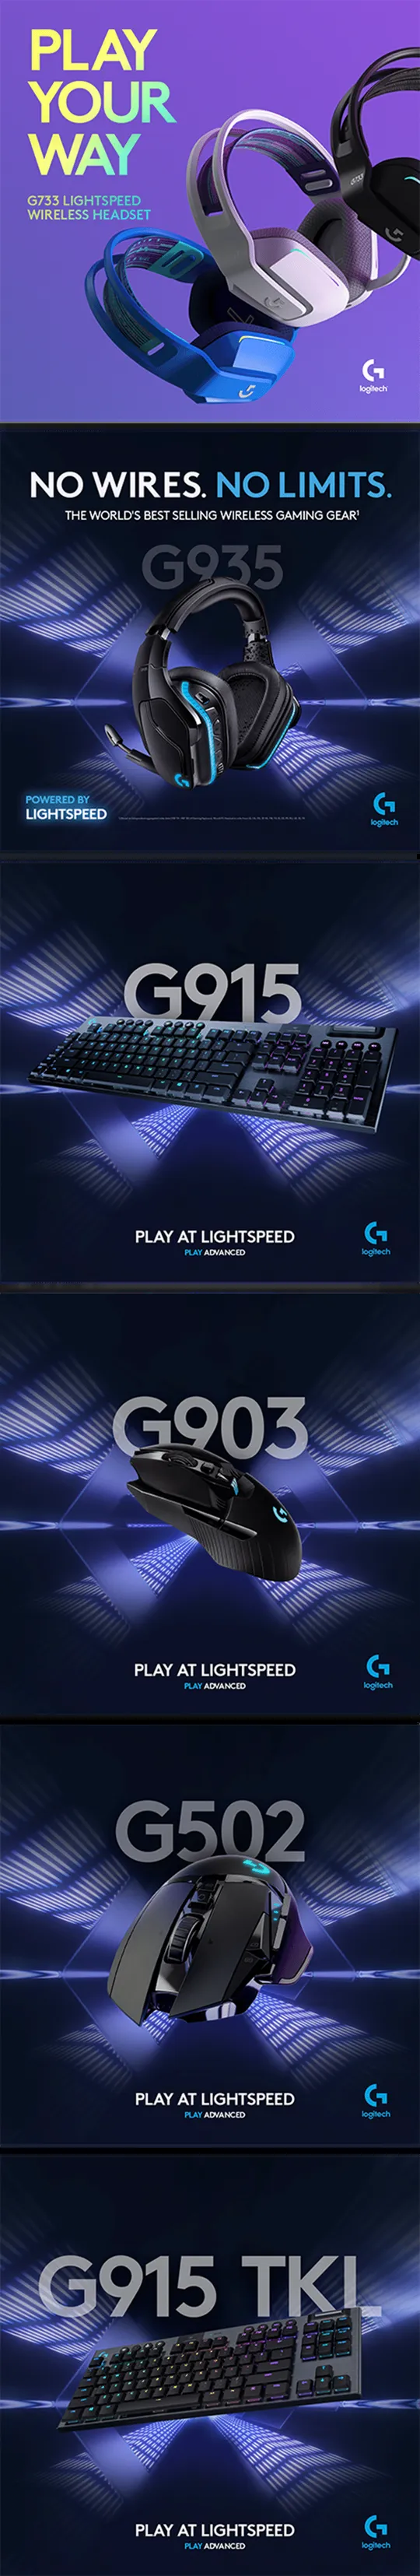 PLAY
YOUR
WAY
G733 LIGHTSPEED
WIRELESS HEADSET
G733
logitech
NO WIRES. NO LIMITS.
THE WORLD'S BEST SELLING WIRELESS GAMING GEAR¹
G935
POWERED BY
LIGHTSPEED
logitech
G915
PLAY AT LIGHTSPEED
PLAY ADVANCED
logitech
G903
PLAY AT LIGHTSPEED
PLAY ADVANCED
logitech
G502
PLAY AT LIGHTSPEED
PLAY ADVANCED
logitech
G915 TKL
PLAY AT LIGHTSPEED
PLAY ADVANCED
logitech